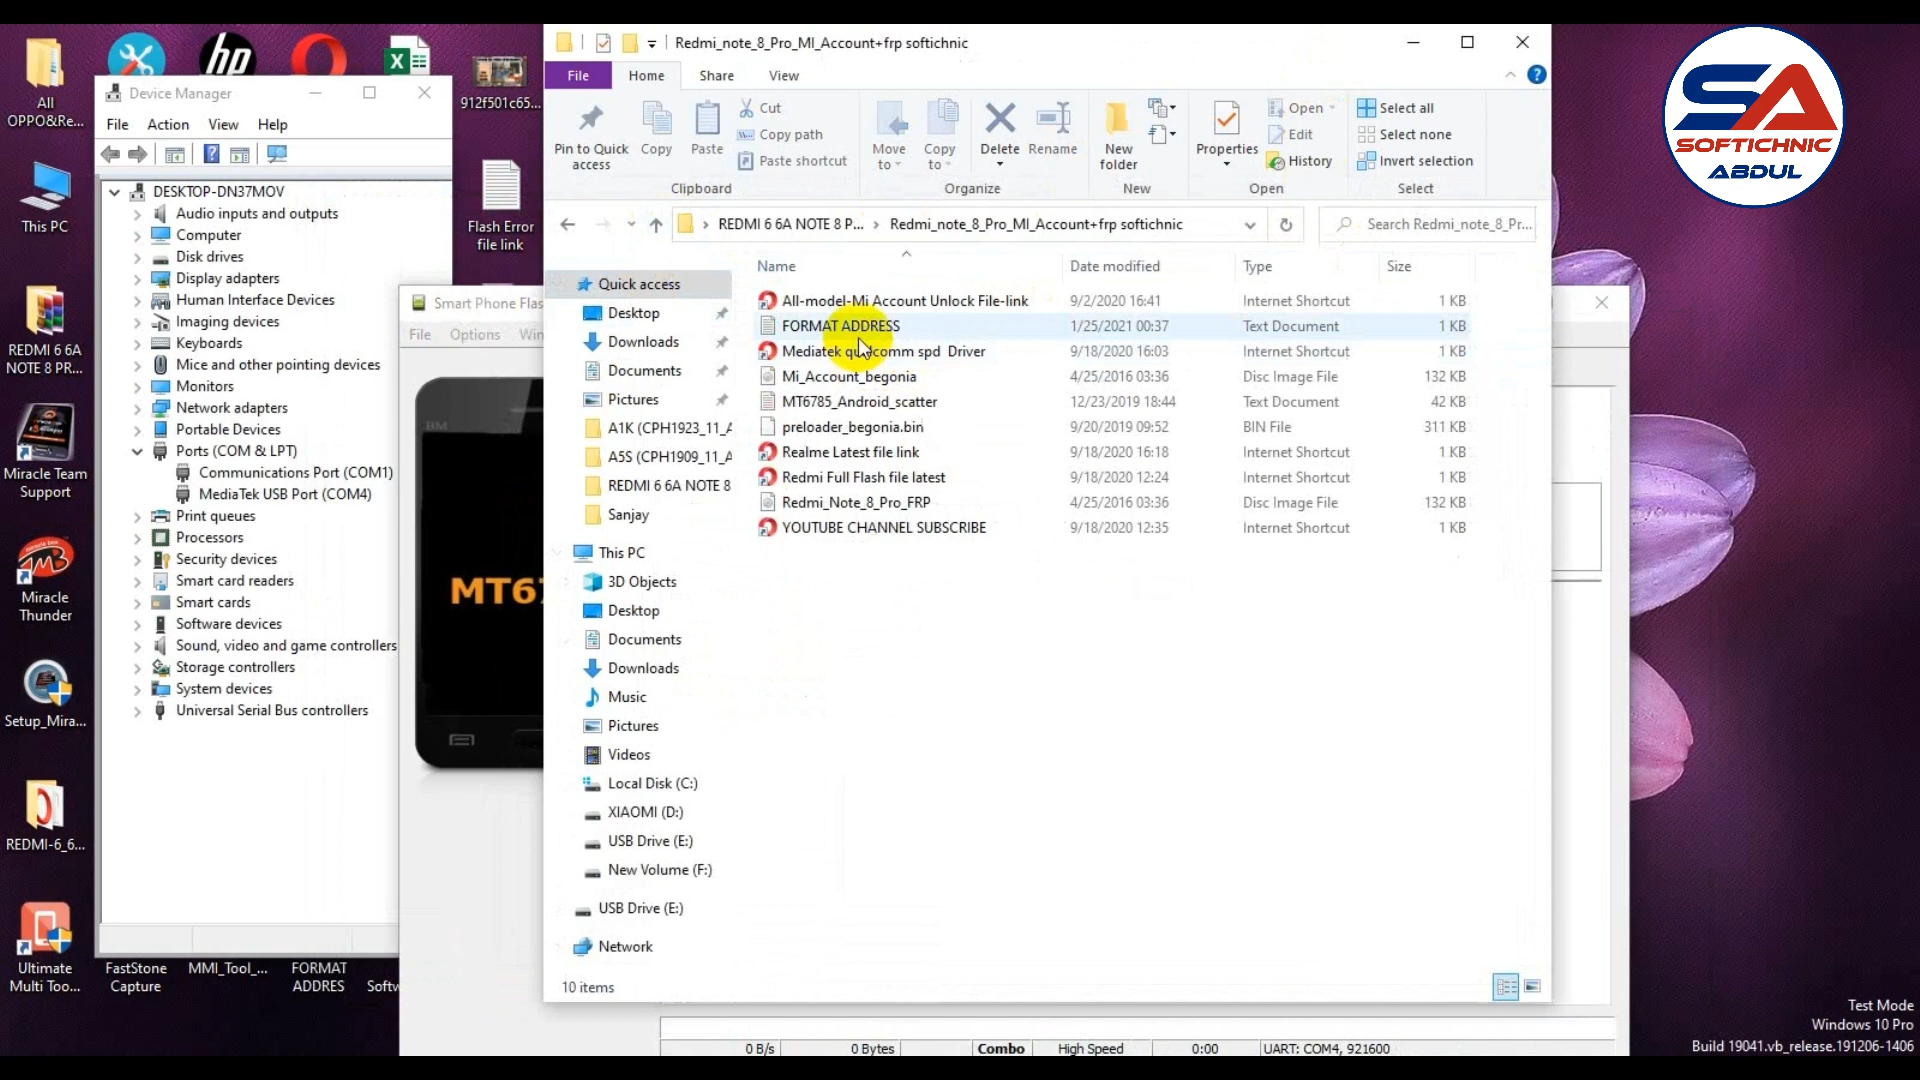 All
OPPO&Re...
This PC
REDMI 6 6A
NOTE 8 PR...
Miracle Team
Support
Miracle
Thunder
Setup_Mira...
REDMI-6_6...
Ultimate
Multi Too...
FastStone
Capture
MMI_Tool_...
FORMAT
ADDRES
Softw
hp
912f501c65...
Flash Error
file link
Device Manager
File Action View Help
DESKTOP-DN37MOV
Audio inputs and outputs
Computer
Disk drives
Display adapters
Human Interface Devices
Imaging devices
Keyboards
Mice and other pointing devices
Monitors
Network adapters
Portable Devices
Ports (COM & LPT)
Communications Port (COM1)
MediaTek USB Port (COM4)
Print queues
Processors
Security devices
Smart card readers
Smart cards
Software devices
Sound, video and game controllers
Storage controllers
System devices
Universal Serial Bus controllers
Smart Phone Flas
File Options Win
BM
MT67
Redmi_note_8_Pro_MI_Account+frp softichnic
File Home Share View
Pin to Quick
access
Copy
Paste
Cut
Copy path
Paste shortcut
Clipboard
Move
to
Copy
to
Delete
Rename
Organize
New
folder
New
Properties
Open
Edit
History
Open
Select all
Select none
Invert selection
Select
REDMI 6 6A NOTE 8 P... > Redmi_note_8_Pro_MI_Account+frp softichnic
Search Redmi_note_8_Pr...
Quick access
Desktop
Downloads
Documents
Pictures
A1K (CPH1923_11_A
A5S (CPH1909_11_A
REDMI 6 6A NOTE 8
Sanjay
This PC
3D Objects
Desktop
Documents
Downloads
Music
Pictures
Videos
Local Disk (C:)
XIAOMI (D:)
USB Drive (E:)
New Volume (F:)
USB Drive (E:)
Network
Name Date modified Type Size
All-model-Mi Account Unlock File-link 9/2/2020 16:41 Internet Shortcut 1 KB
FORMAT ADDRESS 1/25/2021 00:37 Text Document 1 KB
Mediatek qualcomm spd Driver 9/18/2020 16:03 Internet Shortcut 1 KB
Mi_Account_begonia 4/25/2016 03:36 Disc Image File 132 KB
MT6785_Android_scatter 12/23/2019 18:44 Text Document 42 KB
preloader_begonia.bin 9/20/2019 09:52 BIN File 311 KB
Realme Latest file link 9/18/2020 16:18 Internet Shortcut 1 KB
Redmi Full Flash file latest 9/18/2020 12:24 Internet Shortcut 1 KB
Redmi_Note_8_Pro_FRP 4/25/2016 03:36 Disc Image File 132 KB
YOUTUBE CHANNEL SUBSCRIBE 9/18/2020 12:35 Internet Shortcut 1 KB
10 items
0 B/s 0 Bytes Combo High Speed 0:00 UART: COM4, 921600
SA
SOFTICHNIC
ABDUL
Test Mode
Windows 10 Pro
Build 19041.vb_release.191206-1406